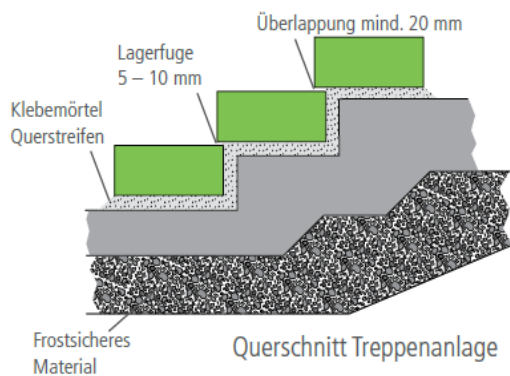 Überlappung mind. 20 mm
Lagerfuge
5 – 10 mm
Klebemörtel
Querstreifen
Frostsicheres
Material
Querschnitt Treppenanlage